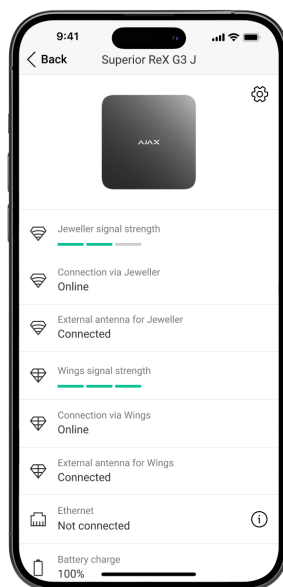 9:41
Back Superior ReX G3 J
AJAX
Jeweller signal strength
Connection via Jeweller
Online
External antenna for Jeweller
Connected
Wings signal strength
Connection via Wings
Online
External antenna for Wings
Connected
Ethernet
Not connected
Battery charge
100%